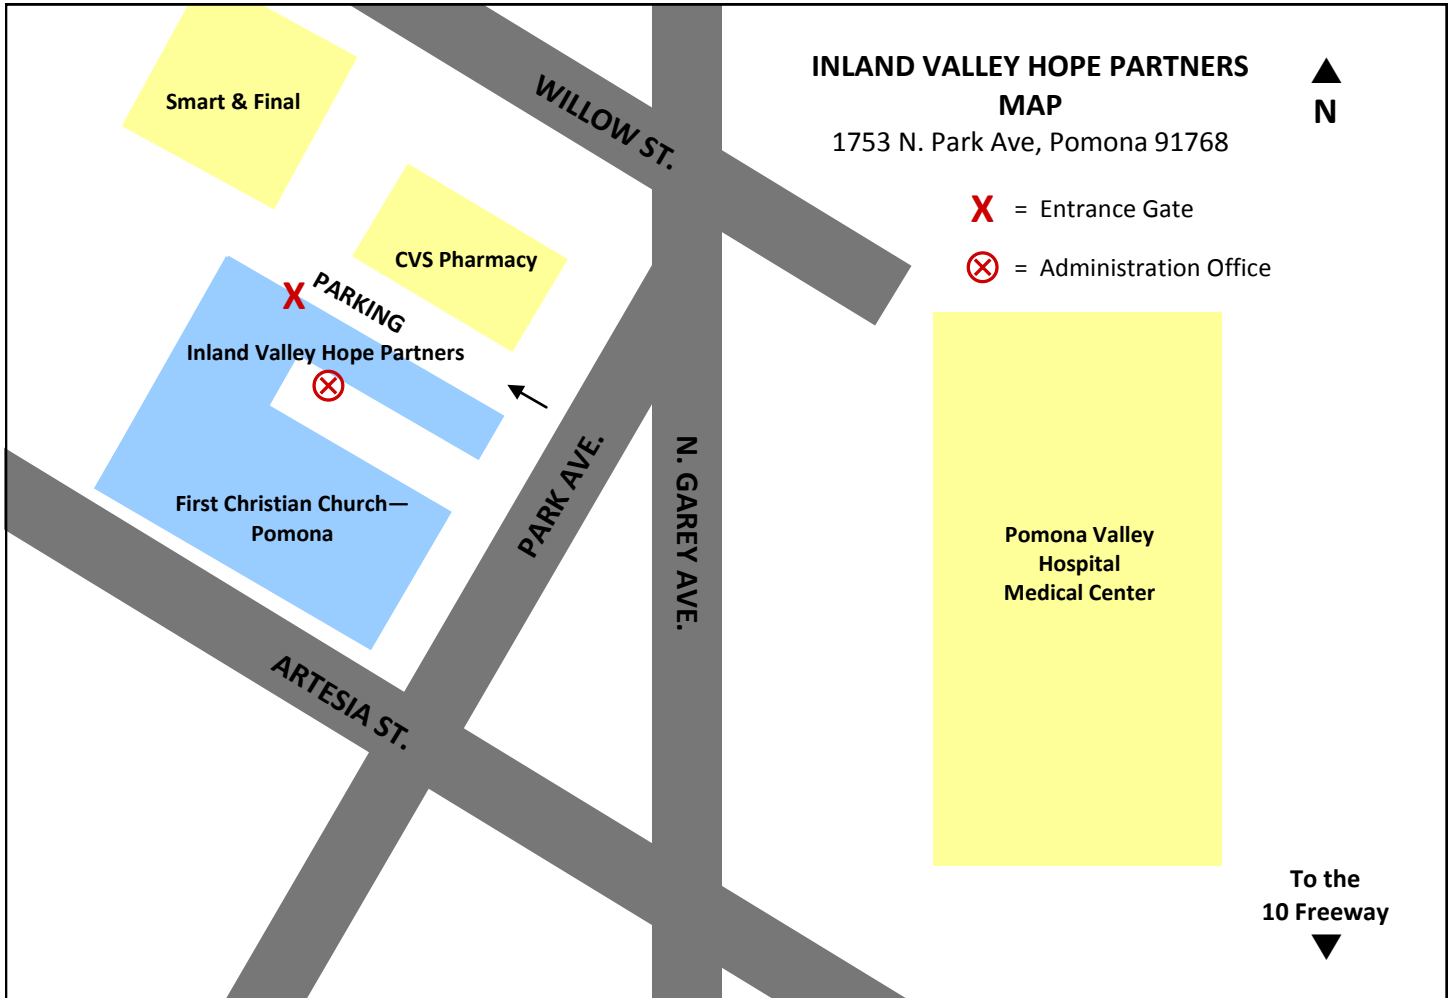 INLAND VALLEY HOPE PARTNERS
MAP
1753 N. Park Ave, Pomona 91768
N
X = Entrance Gate
= Administration Office
Smart & Final
WILLOW ST.
CVS Pharmacy
X
PARKING
Inland Valley Hope Partners
First Christian Church—
Pomona
PARK AVE.
N. GAREY AVE.
ARTESIA ST.
Pomona Valley
Hospital
Medical Center
To the
10 Freeway